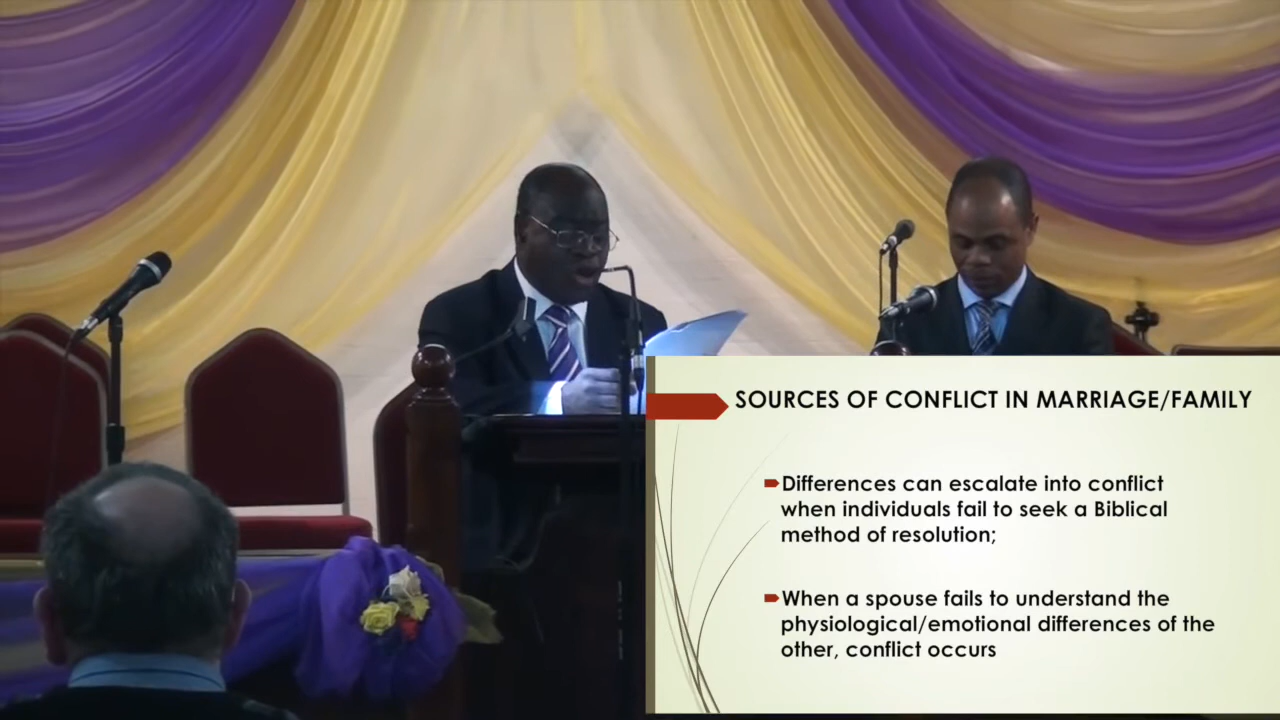 SOURCES OF CONFLICT IN MARRIAGE/FAMILY
Differences can escalate into conflict
when individuals fail to seek a Biblical
method of resolution;
When a spouse fails to understand the
physiological/emotional differences of the
other, conflict occurs